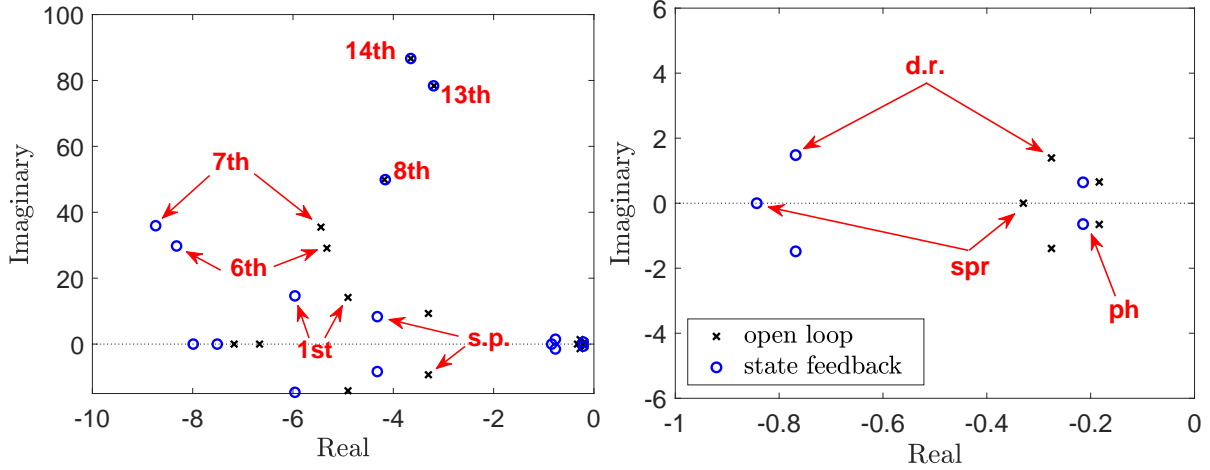 100
80
60
40
20
0
-10
-8
-6
-4
-2
0
Real
Imaginary
14th
13th
8th
7th
6th
1st
s.p.
6
4
2
0
-2
-4
-6
-1
-0.8
-0.6
-0.4
-0.2
0
Real
Imaginary
d.r.
spr
ph
open loop
state feedback